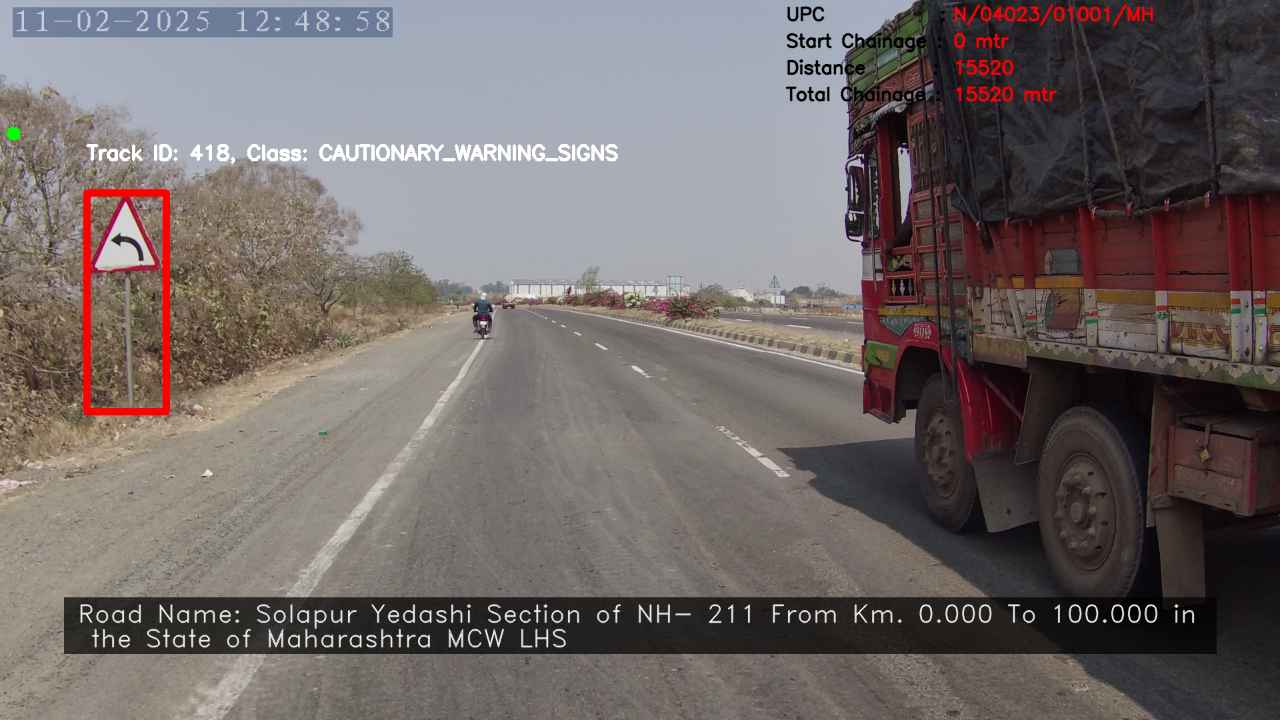 11-02-2025 12:48:58
UPC : N/04023/01001/MH
Start Chainage : 0 mtr
Distance : 15520
Total Chainage : 15520 mtr
Track ID: 418, Class: CAUTIONARY_WARNING_SIGNS
Road Name: Solapur Yedashi Section of NH- 211 From Km. 0.000 To 100.000 in
the State of Maharashtra MCW LHS